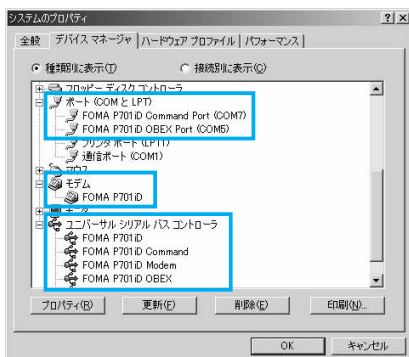 システムのプロパティ
全般 デバイス マネージャ ハードウェア プロファイル パフォーマンス
種類別に表示(T) 接続別に表示(C)
フロッピー ディスク コントローラ
ポート (COM と LPT)
FOMA P701iD Command Port (COM7)
FOMA P701iD OBEX Port (COM5)
プリンタ ポート (LPT1)
通信ポート (COM1)
マウス
モデム
FOMA P701iD
モニタ
ユニバーサル シリアル バス コントローラ
FOMA P701iD
FOMA P701iD Command
FOMA P701iD Modem
FOMA P701iD OBEX
プロパティ(R) 更新(F) 削除(E) 印刷(N)...
OK キャンセル